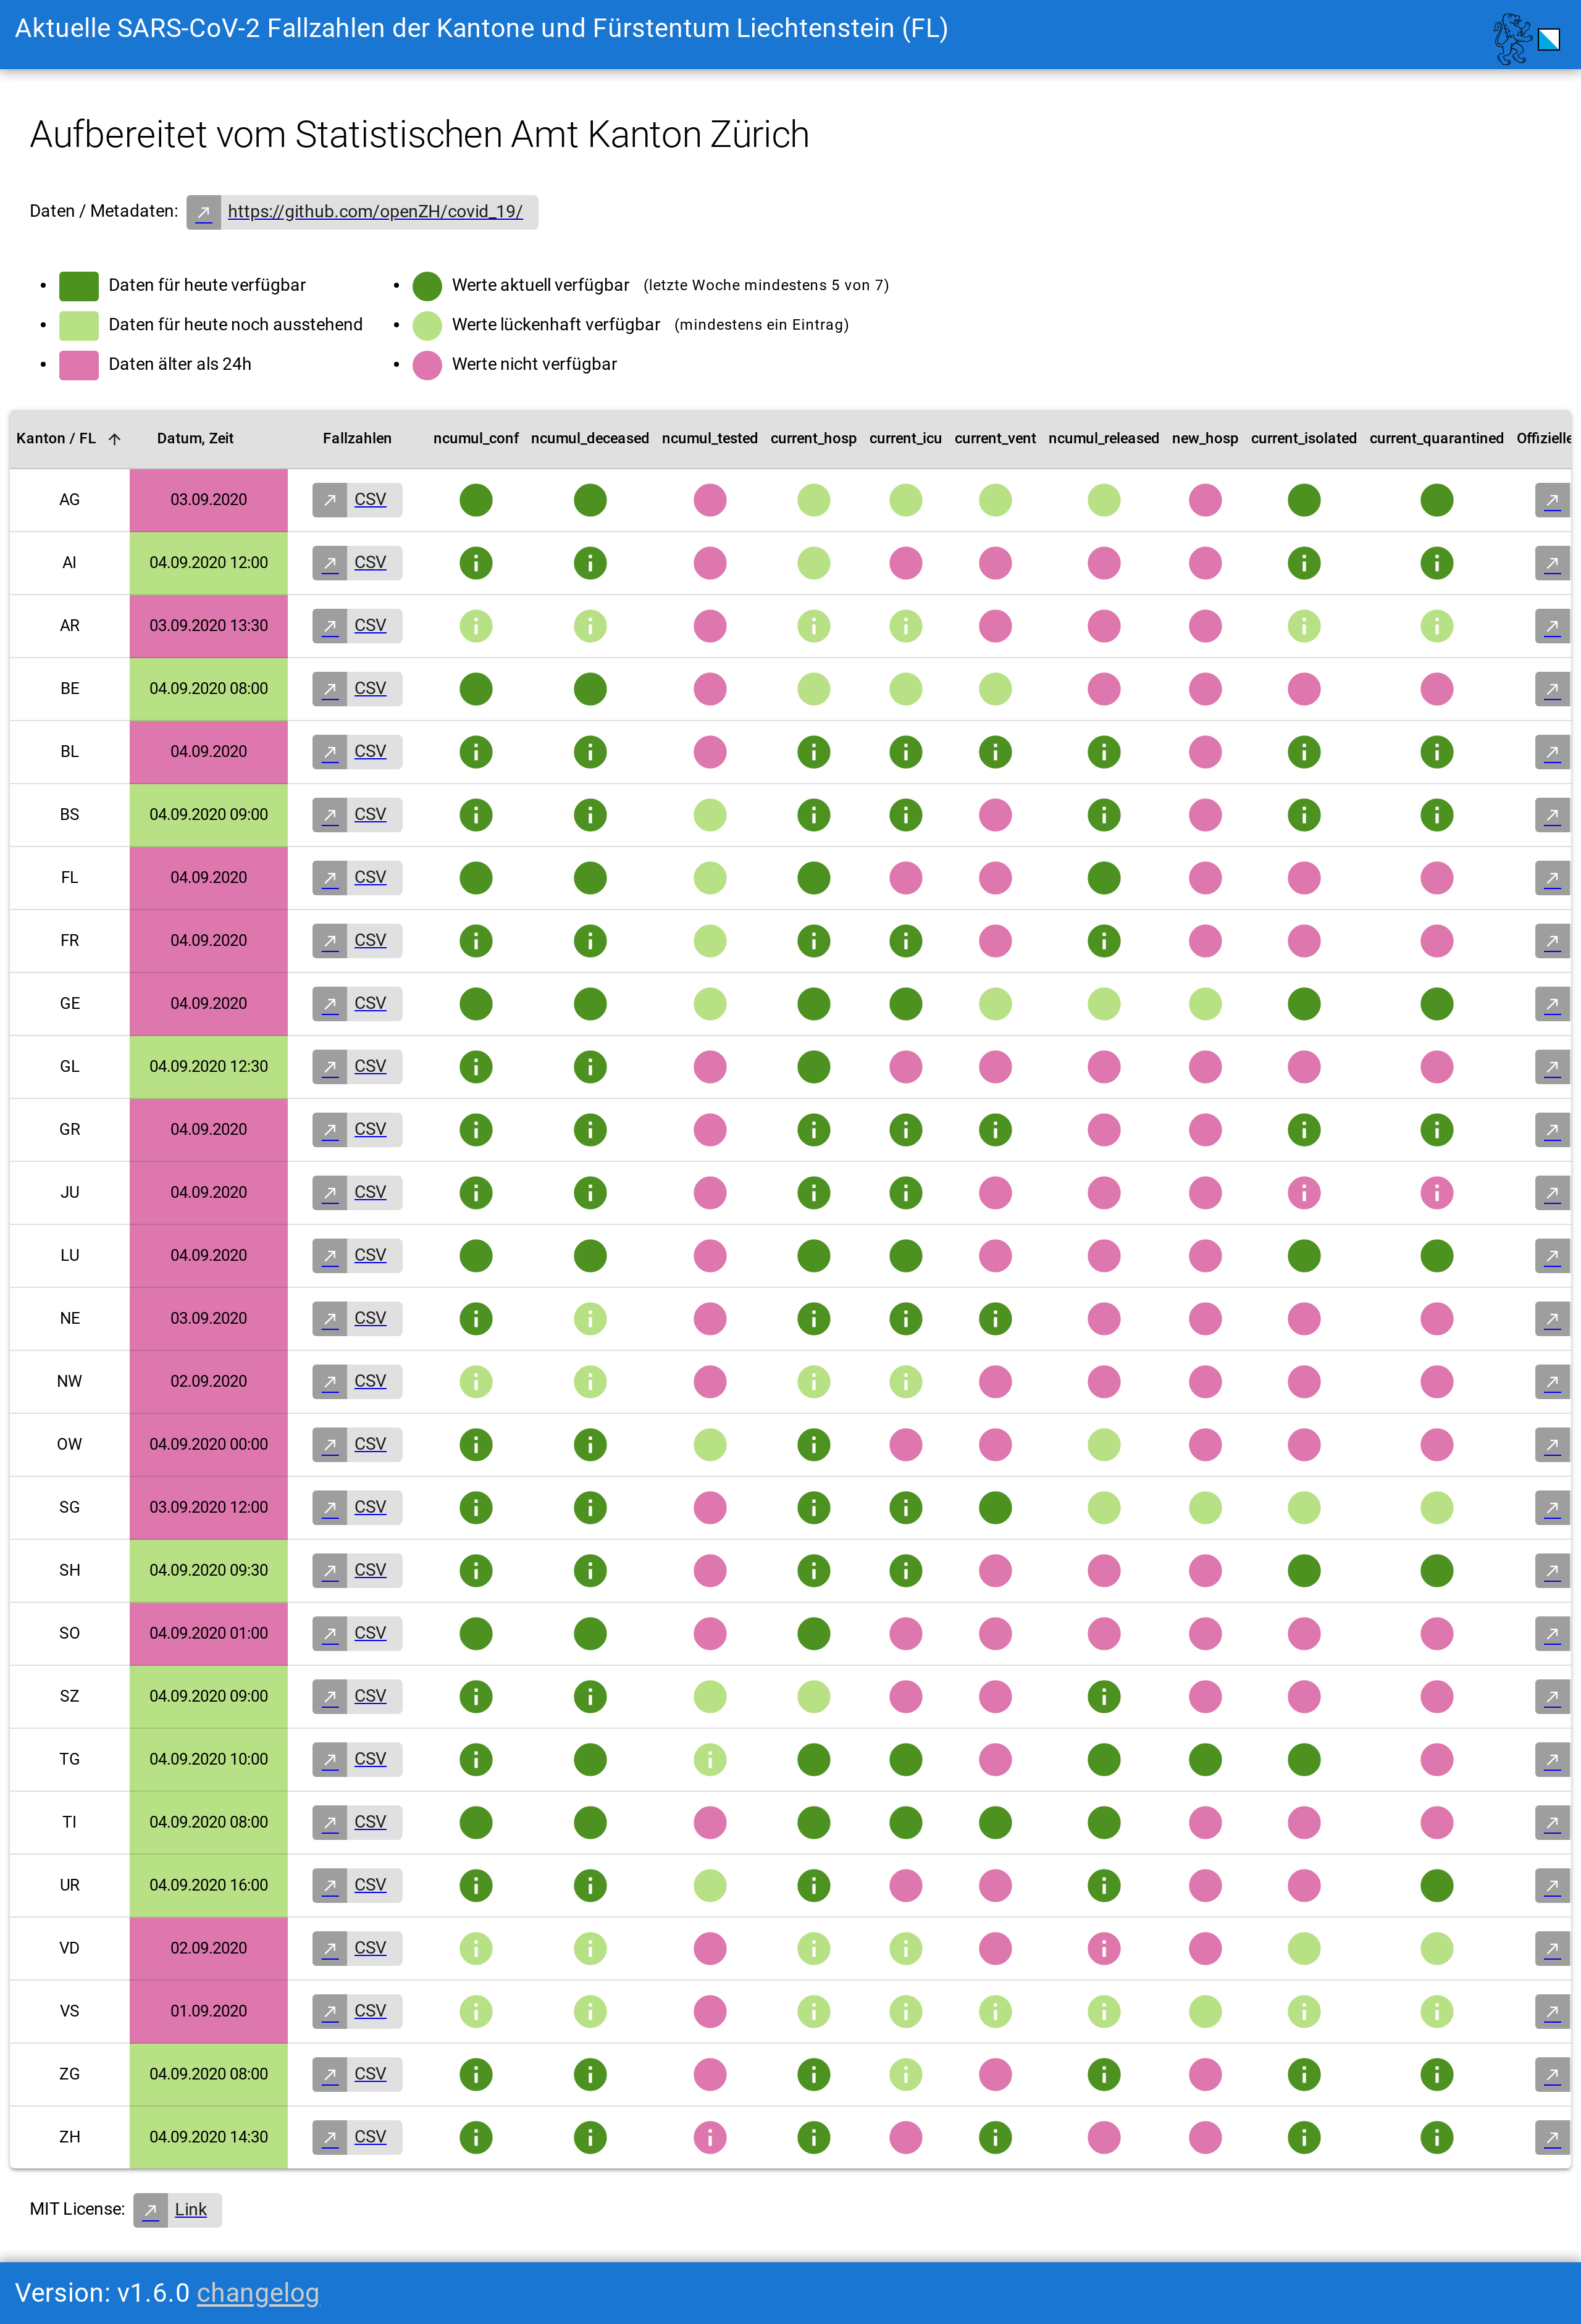 Aktuelle SARS-CoV-2 Fallzahlen der Kantone und Fürstentum Liechtenstein (FL)
Aufbereitet vom Statistischen Amt Kanton Zürich
Daten / Metadaten: https://github.com/openZH/covid_19/
Daten für heute verfügbar
Daten für heute noch ausstehend
Daten älter als 24h
Werte aktuell verfügbar (letzte Woche mindestens 5 von 7)
Werte lückenhaft verfügbar (mindestens ein Eintrag)
Werte nicht verfügbar
Kanton / FL Datum, Zeit Fallzahlen ncumul_conf ncumul_deceased ncumul_tested current_hosp current_icu current_vent ncumul_released new_hosp current_isolated current_quarantined Offizielle
AG 03.09.2020 CSV
AI 04.09.2020 12:00 CSV
AR 03.09.2020 13:30 CSV
BE 04.09.2020 08:00 CSV
BL 04.09.2020 CSV
BS 04.09.2020 09:00 CSV
FL 04.09.2020 CSV
FR 04.09.2020 CSV
GE 04.09.2020 CSV
GL 04.09.2020 12:30 CSV
GR 04.09.2020 CSV
JU 04.09.2020 CSV
LU 04.09.2020 CSV
NE 03.09.2020 CSV
NW 02.09.2020 CSV
OW 04.09.2020 00:00 CSV
SG 03.09.2020 12:00 CSV
SH 04.09.2020 09:30 CSV
SO 04.09.2020 01:00 CSV
SZ 04.09.2020 09:00 CSV
TG 04.09.2020 10:00 CSV
TI 04.09.2020 08:00 CSV
UR 04.09.2020 16:00 CSV
VD 02.09.2020 CSV
VS 01.09.2020 CSV
ZG 04.09.2020 08:00 CSV
ZH 04.09.2020 14:30 CSV
MIT License: Link
Version: v1.6.0 changelog